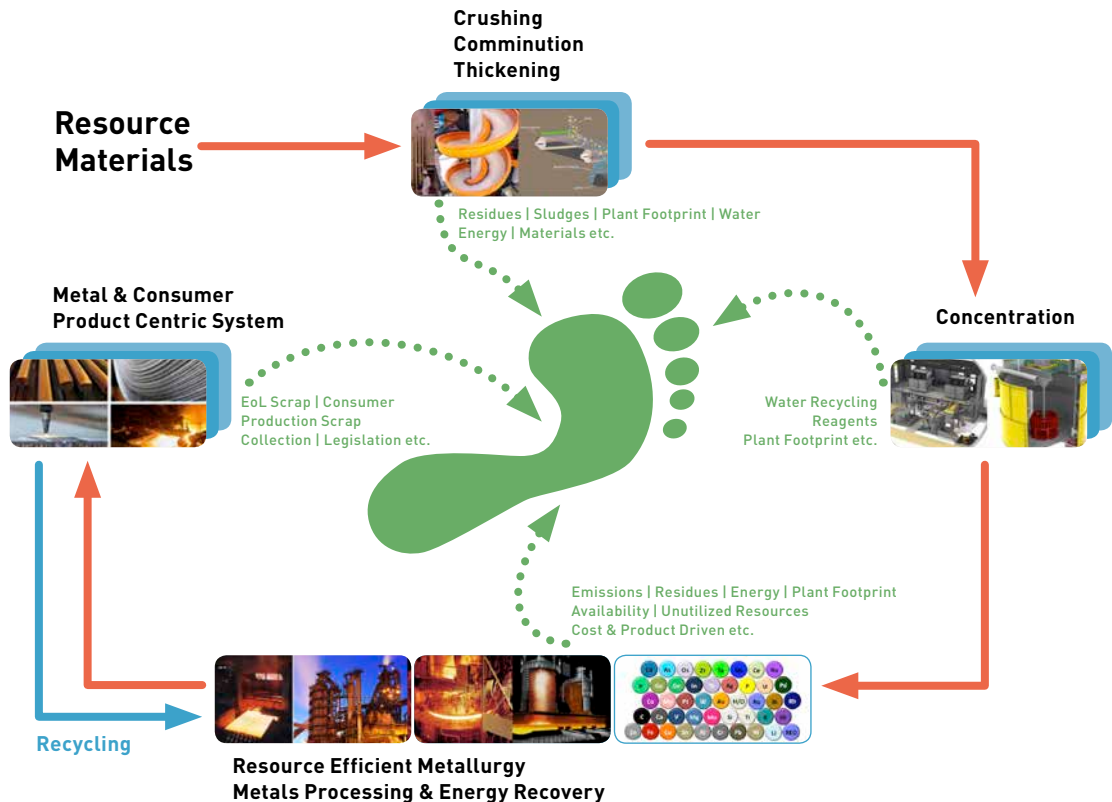 Crushing
Comminution
Thickening
Resource
Materials
Residues | Sludges | Plant Footprint | Water
Energy | Materials etc.
Metal & Consumer
Product Centric System
Concentration
EoL Scrap | Consumer
Production Scrap
Collection | Legislation etc.
Water Recycling
Reagents
Plant Footprint etc.
Emissions | Residues | Energy | Plant Footprint
Availability | Unutilized Resources
Cost & Product Driven etc.
Recycling
Resource Efficient Metallurgy
Metals Processing & Energy Recovery